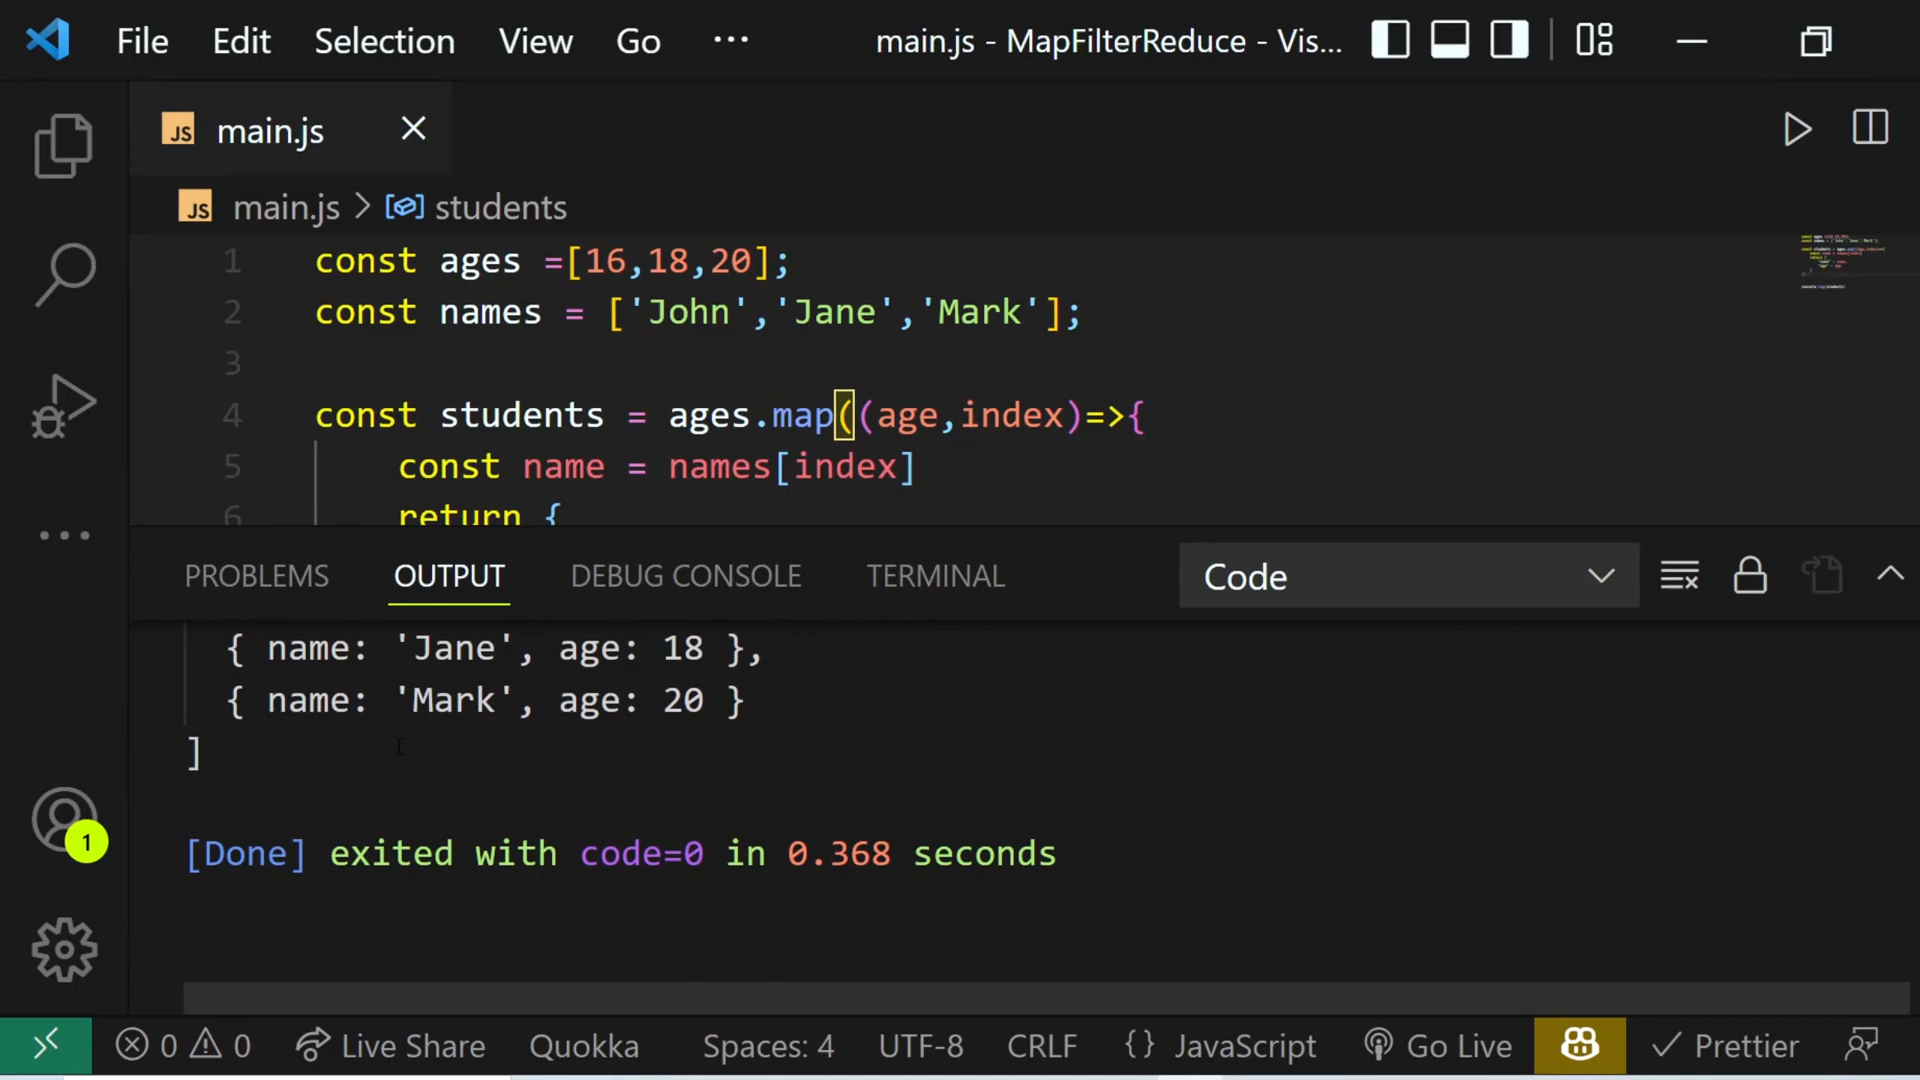 File Edit Selection View Go ··· main.js - MapFilterReduce - Vis...
JS main.js
JS main.js > students
1 const ages =[16,18,20];
2 const names = ['John','Jane','Mark'];
3
4 const students = ages.map((age,index)=>{
5 const name = names[index]
6 return {
PROBLEMS OUTPUT DEBUG CONSOLE TERMINAL Code
{ name: 'Jane', age: 18 },
{ name: 'Mark', age: 20 }
]
1
[Done] exited with code=0 in 0.368 seconds
0 0 Live Share Quokka Spaces: 4 UTF-8 CRLF {} JavaScript Go Live Prettier